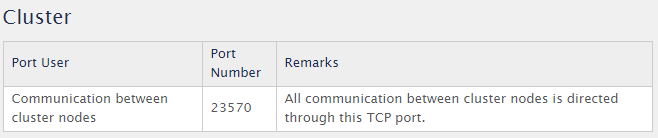 Cluster
Port User
Port
Number
Remarks
Communication between
cluster nodes
23570
All communication between cluster nodes is directed
through this TCP port.